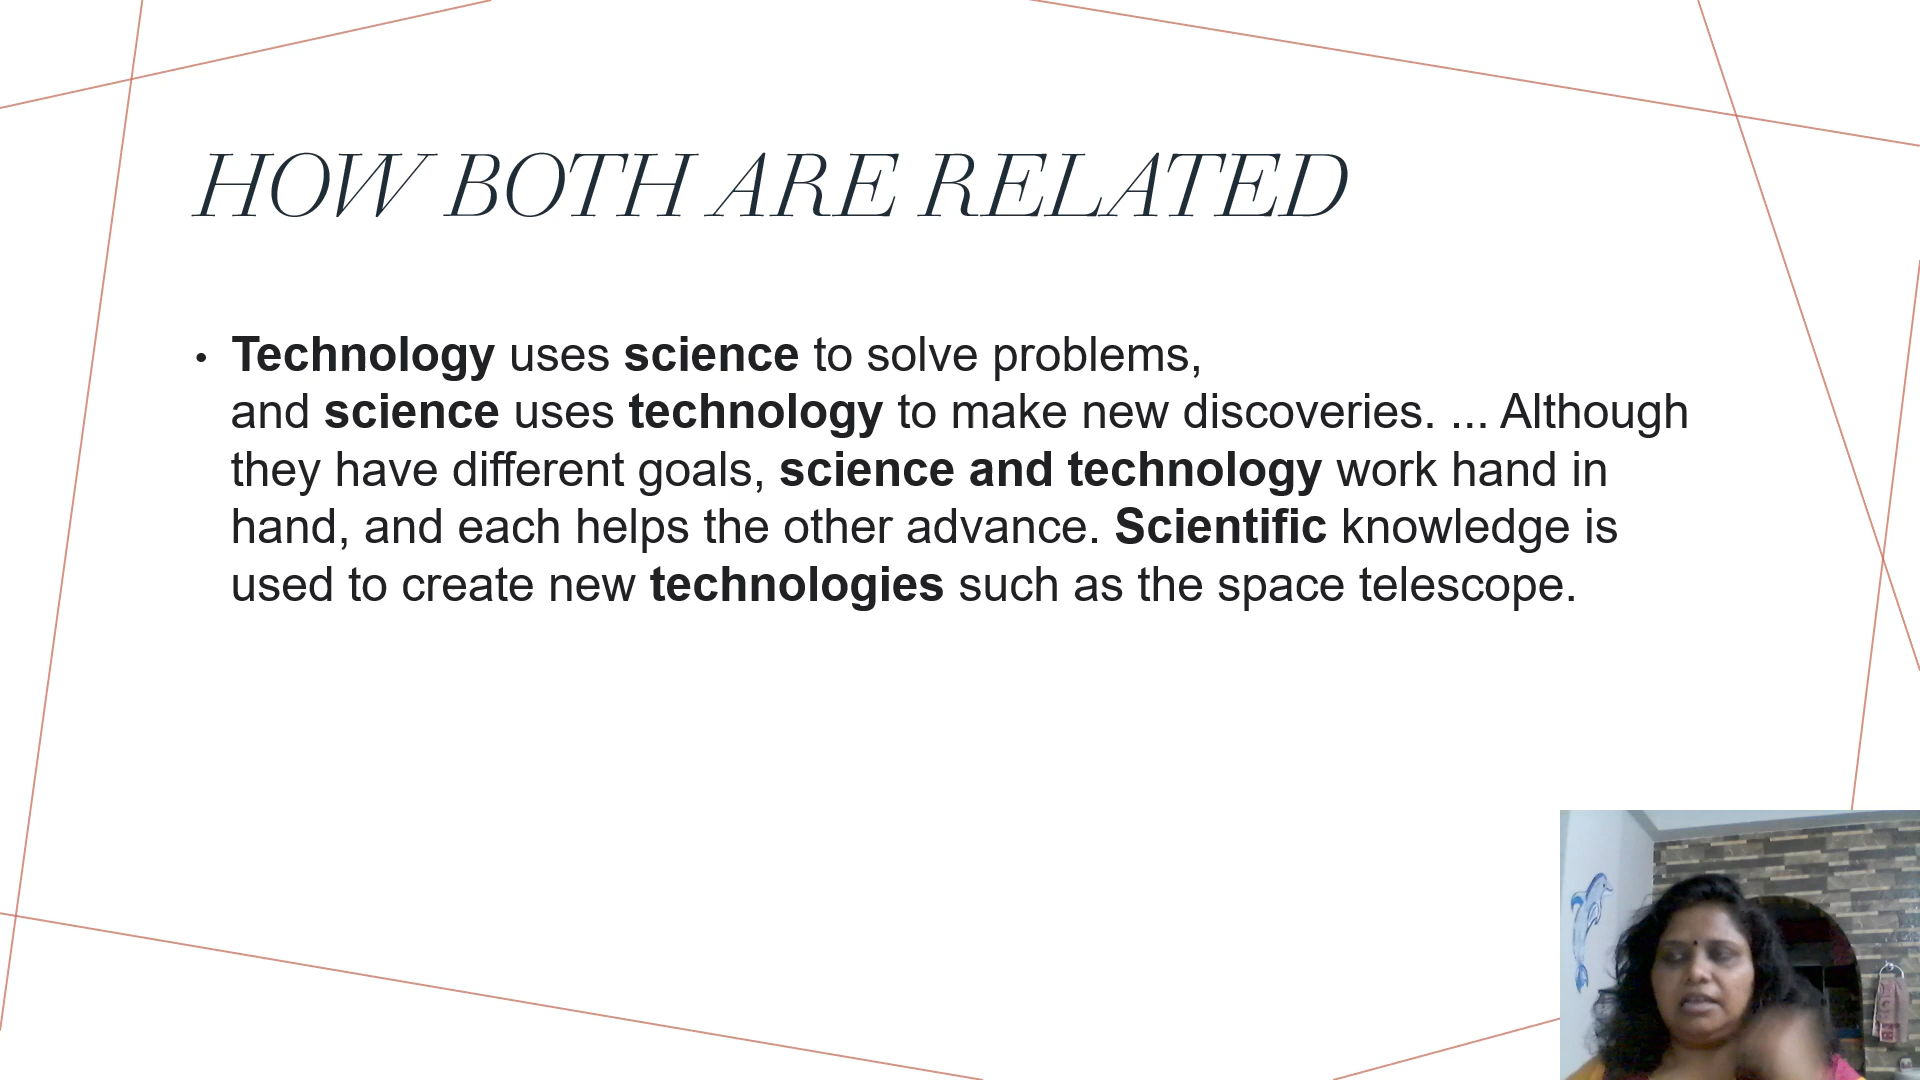 HOW BOTH ARE RELATED
• Technology uses science to solve problems,
and science uses technology to make new discoveries. ... Although
they have different goals, science and technology work hand in
hand, and each helps the other advance. Scientific knowledge is
used to create new technologies such as the space telescope.